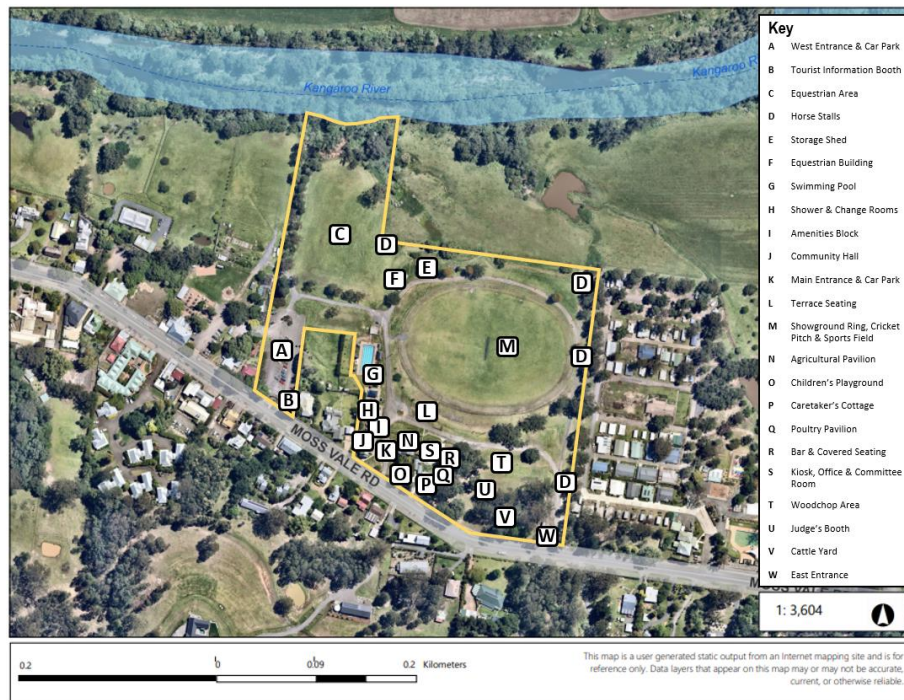 Kangaroo River
Kangaroo
Key
A West Entrance & Car Park
B Tourist Information Booth
C Equestrian Area
D Horse Stalls
E Storage Shed
F Equestrian Building
G Swimming Pool
H Shower & Change Rooms
I Amenities Block
J Community Hall
K Main Entrance & Car Park
L Terrace Seating
M Showground Ring, Cricket
Pitch & Sports Field
N Agricultural Pavilion
O Children's Playground
P Caretaker's Cottage
Q Poultry Pavilion
R Bar & Covered Seating
S Kiosk, Office & Committee
Room
T Woodchop Area
U Judge's Booth
V Cattle Yard
W East Entrance
1: 3,604
C
D
E
F
D
M
A
D
G
B
H
L
I
J
N
K
S
R
T
O
Q
P
D
U
V
W
MOSS VALE RD
0.2 0 0.09 0.2 Kilometers
This map is a user generated static output from an Internet mapping site and is for
reference only. Data layers that appear on this map may or may not be accurate,
current, or otherwise reliable.